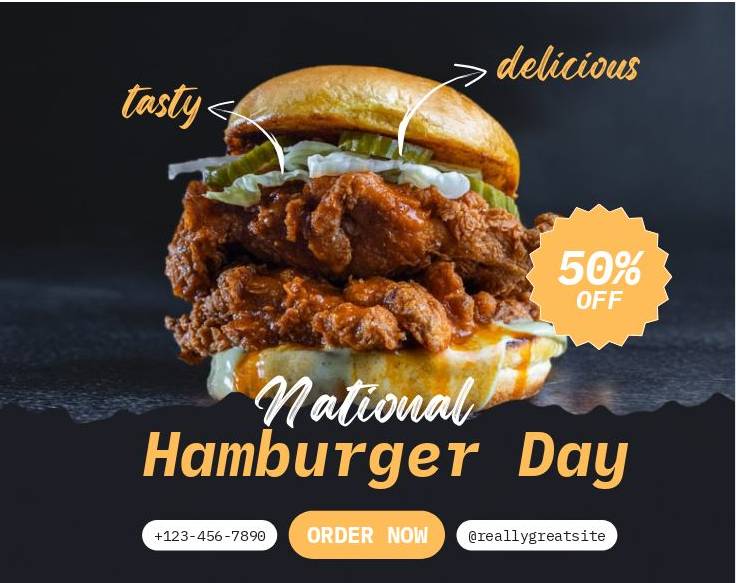 delicious
tasty
50%
OFF
National
Hamburger Day
+123-456-7890
ORDER NOW
@reallygreatsite